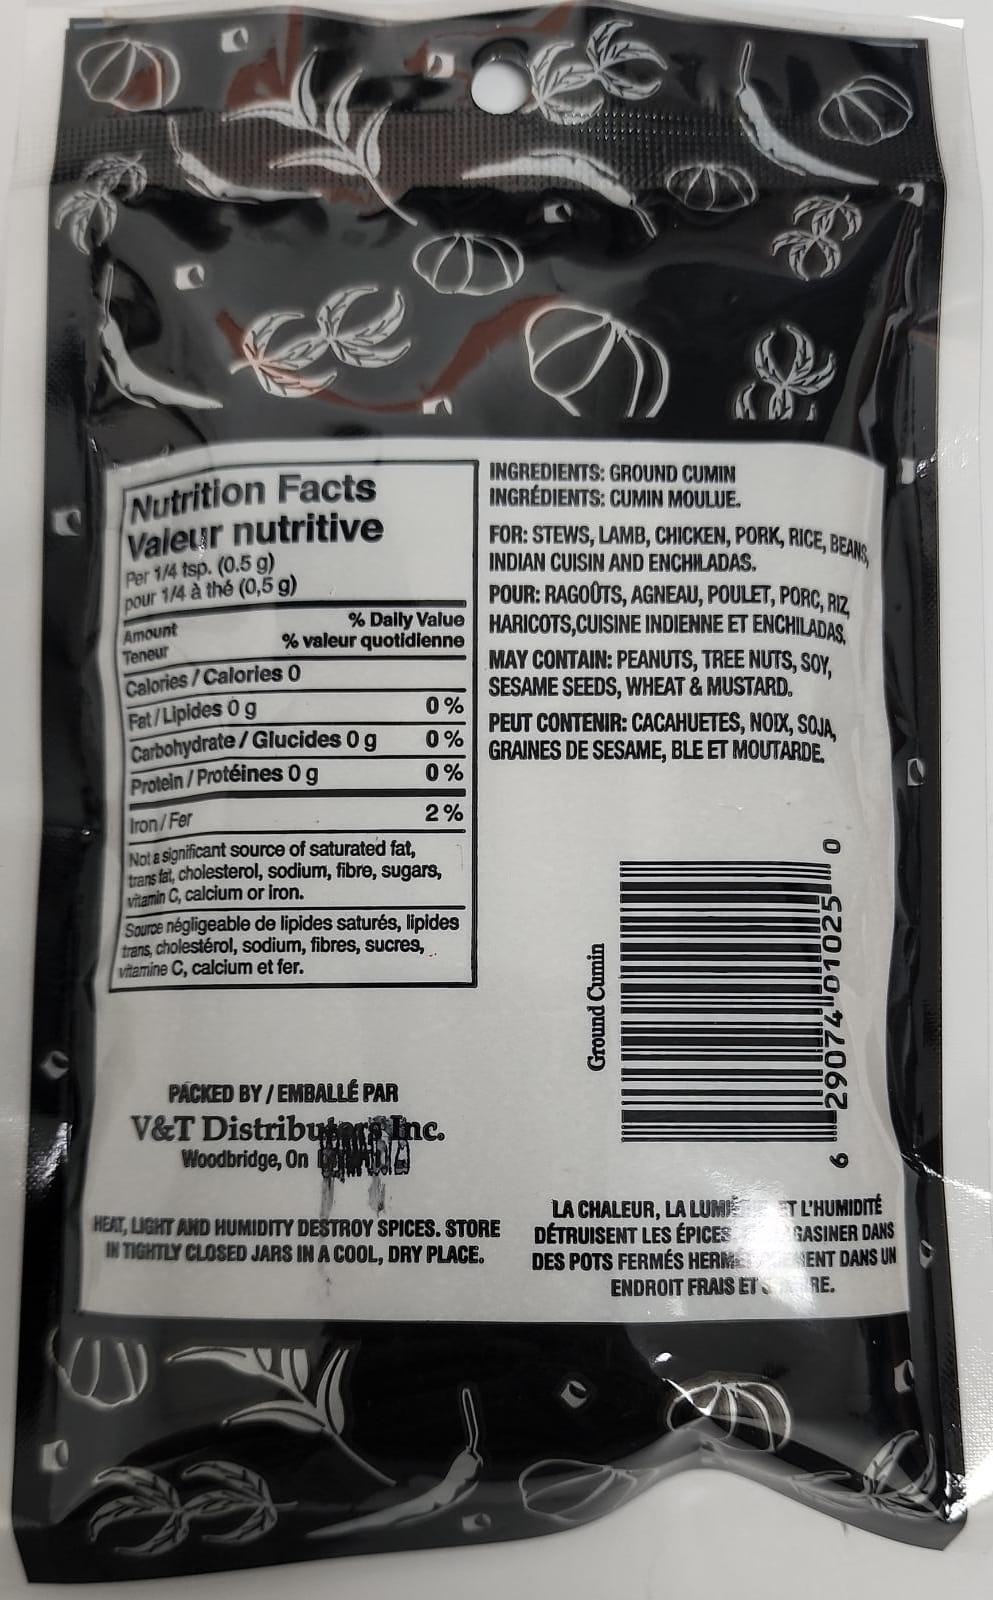 Nutrition Facts
Valeur nutritive
Per 1/4 tsp. (0.5 g)
pour 1/4 à thé (0,5 g)
Amount
Teneur
% Daily Value
% valeur quotidienne
Calories / Calories 0
Fat / Lipides 0 g 0 %
Carbohydrate / Glucides 0 g 0 %
Protein / Protéines 0 g 0 %
Iron / Fer 2 %
Not a significant source of saturated fat,
trans fat, cholesterol, sodium, fibre, sugars,
vitamin C, calcium or iron.
Source négligeable de lipides saturés, lipides
trans, cholestérol, sodium, fibres, sucres,
vitamine C, calcium et fer.
INGREDIENTS: GROUND CUMIN
INGRÉDIENTS: CUMIN MOULUE.
FOR: STEWS, LAMB, CHICKEN, PORK, RICE, BEANS,
INDIAN CUISIN AND ENCHILADAS.
POUR: RAGOÛTS, AGNEAU, POULET, PORC, RIZ,
HARICOTS,CUISINE INDIENNE ET ENCHILADAS,
MAY CONTAIN: PEANUTS, TREE NUTS, SOY,
SESAME SEEDS, WHEAT & MUSTARD.
PEUT CONTENIR: CACAHUETES, NOIX, SOJA,
GRAINES DE SESAME, BLE ET MOUTARDE.
Ground Cumin
6 29074 01025 0
PACKED BY / EMBALLÉ PAR
V&T Distributors Inc.
Woodbridge, On
HEAT, LIGHT AND HUMIDITY DESTROY SPICES. STORE
IN TIGHTLY CLOSED JARS IN A COOL, DRY PLACE.
LA CHALEUR, LA ET L'HUMIDITÉ
DÉTRUISENT LES ÉPICES DANS
DES POTS FERMÉS DANS UN
ENDROIT FRAIS ET